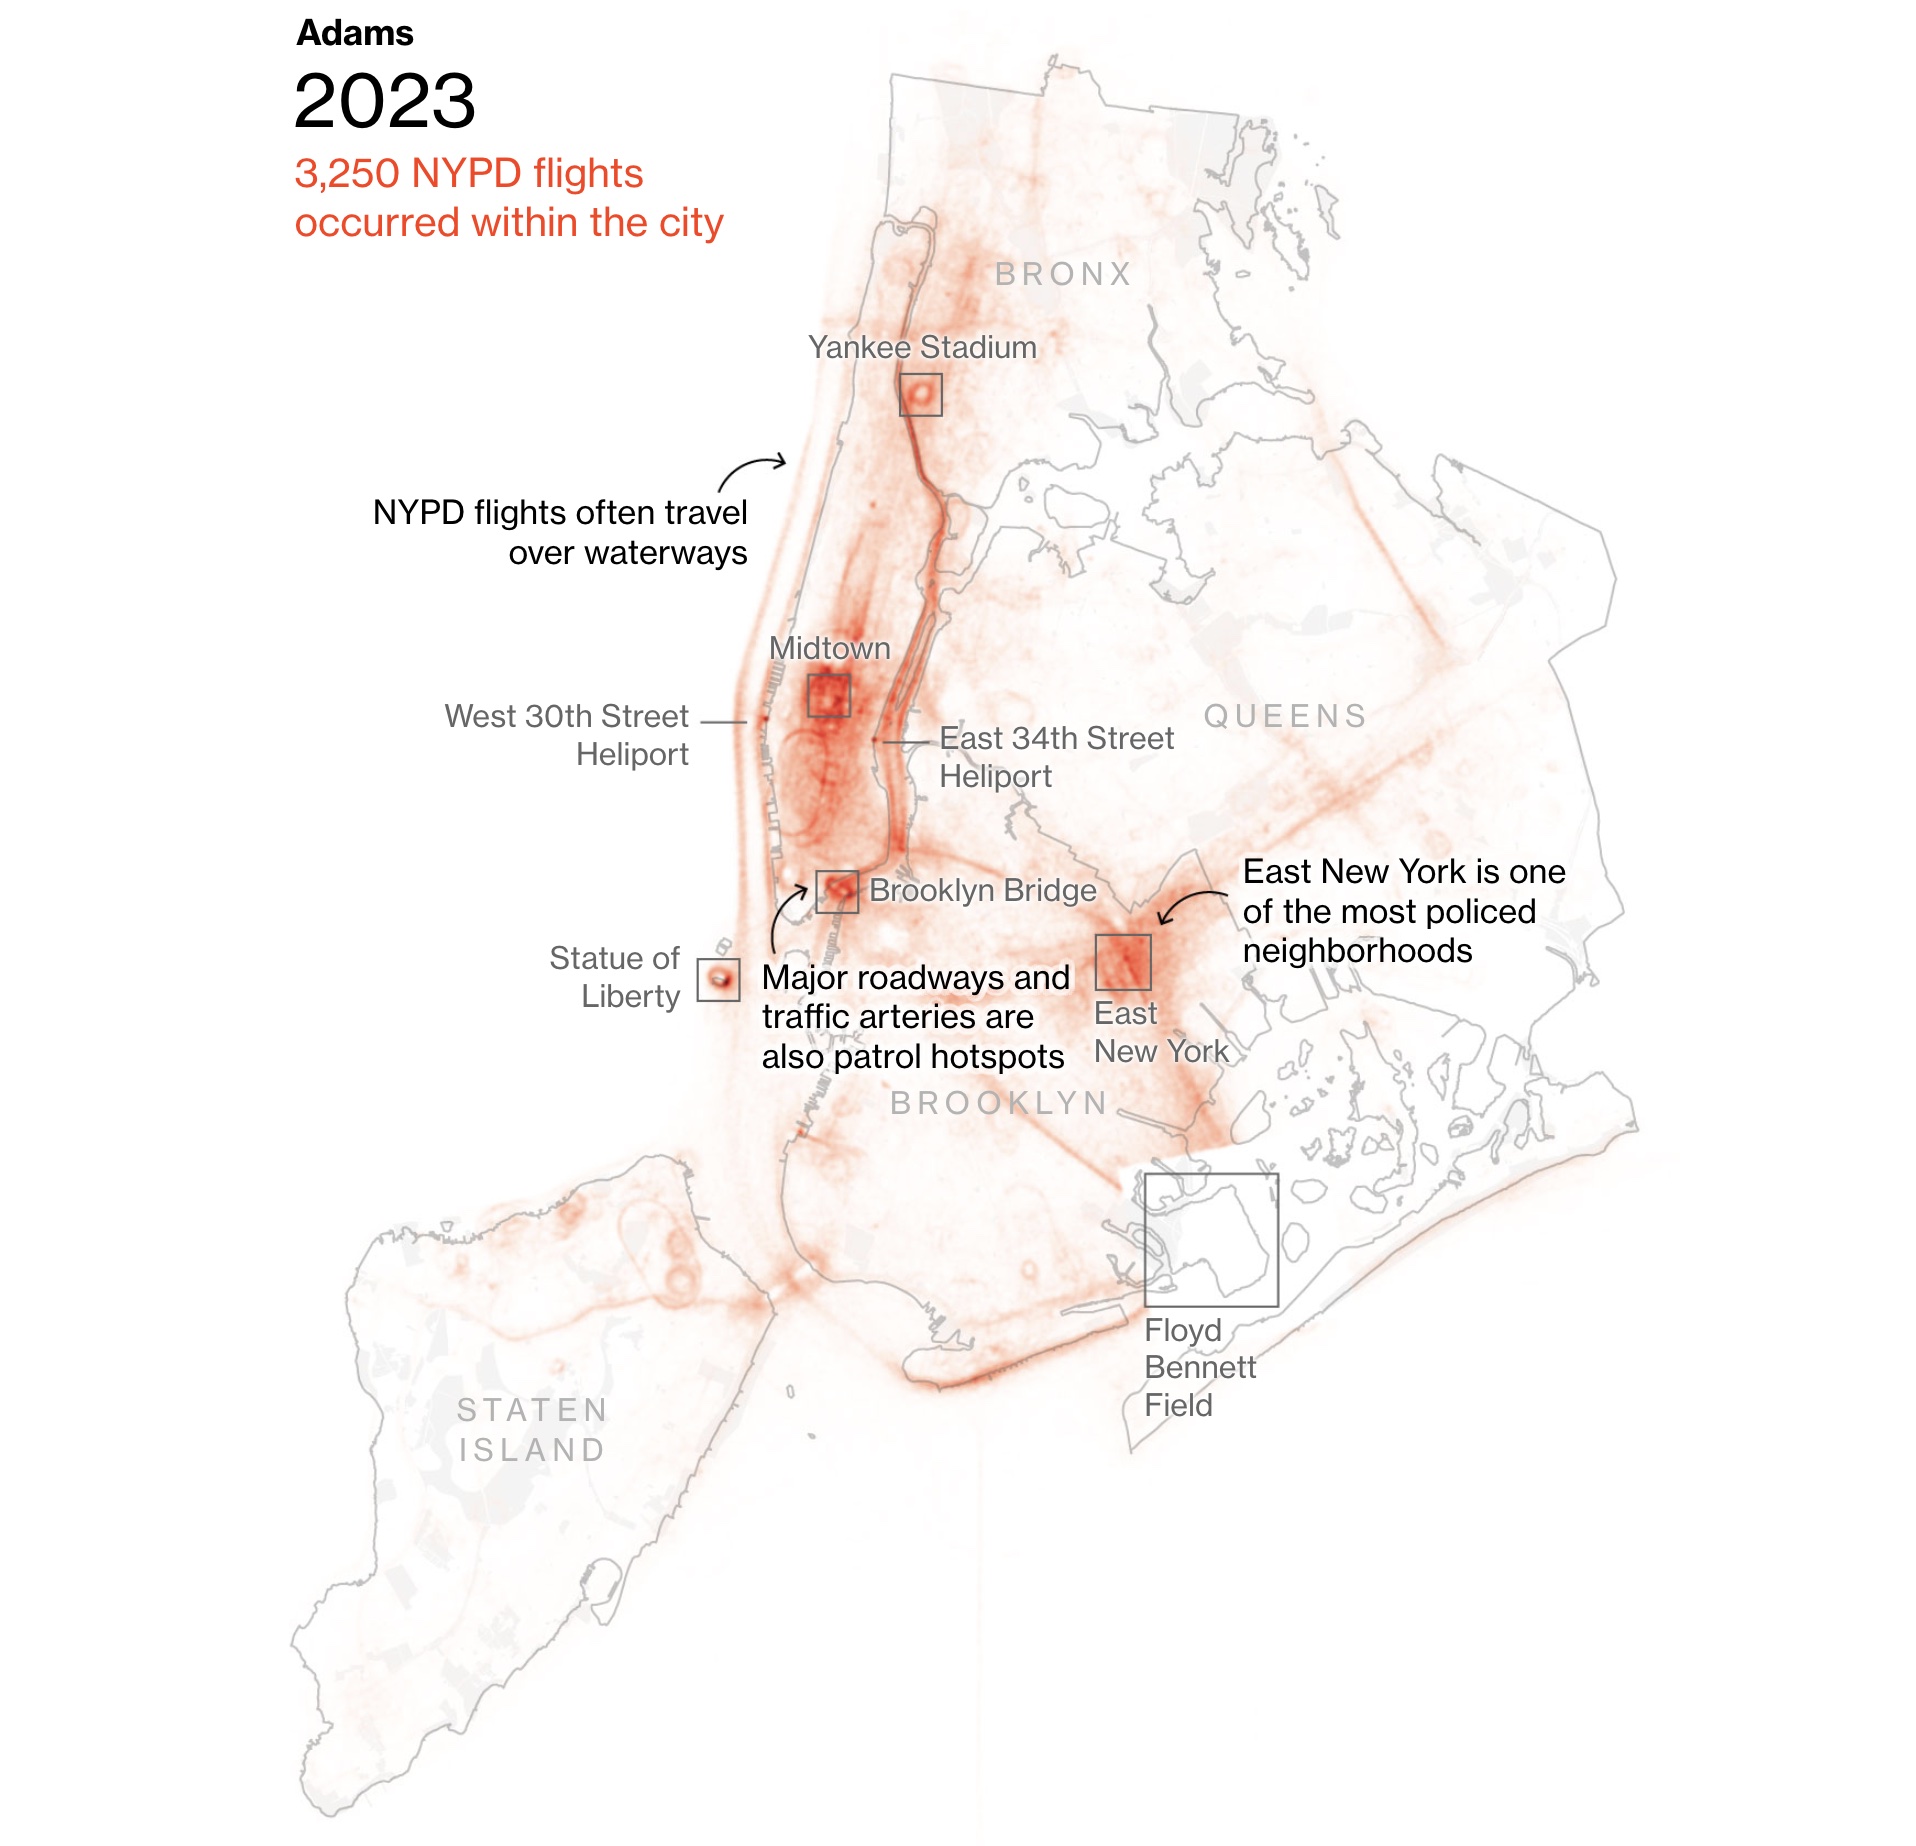 Adams
2023
3,250 NYPD flights
occurred within the city
BRONX
Yankee Stadium
NYPD flights often travel
over waterways
Midtown
West 30th Street
Heliport
QUEENS
East 34th Street
Heliport
East New York is one
of the most policed
neighborhoods
Brooklyn Bridge
Statue of
Liberty
Major roadways and
traffic arteries are
also patrol hotspots
East
New York
BROOKLYN
Floyd
Bennett
Field
STATEN
ISLAND